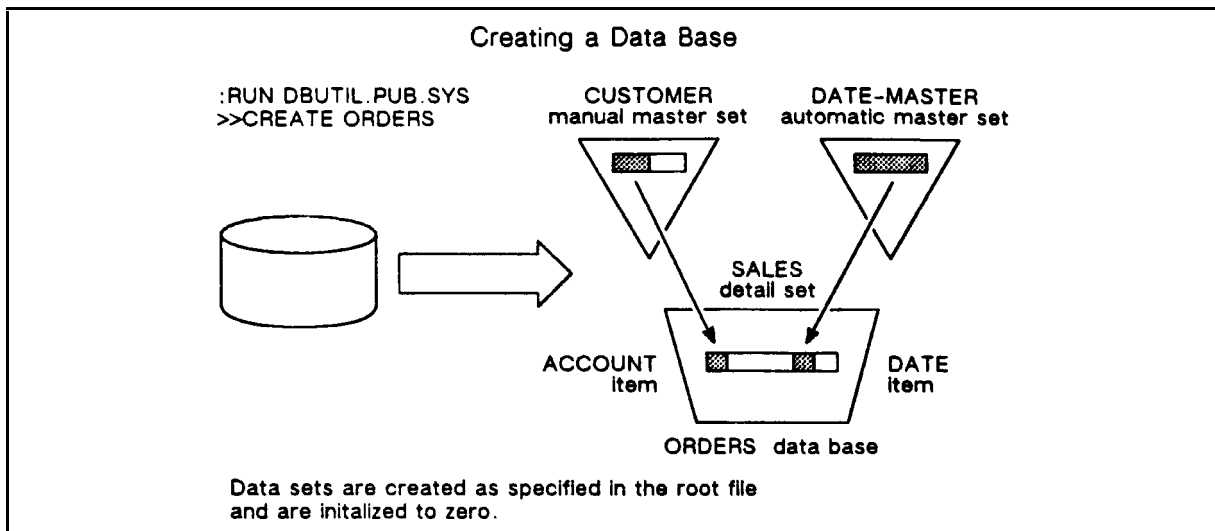 Creating a Data Base
:RUN DBUTIL.PUB.SYS
>>CREATE ORDERS
CUSTOMER
manual master set
DATE-MASTER
automatic master set
SALES
detail set
ACCOUNT
item
DATE
item
ORDERS data base
Data sets are created as specified in the root file
and are initalized to zero.